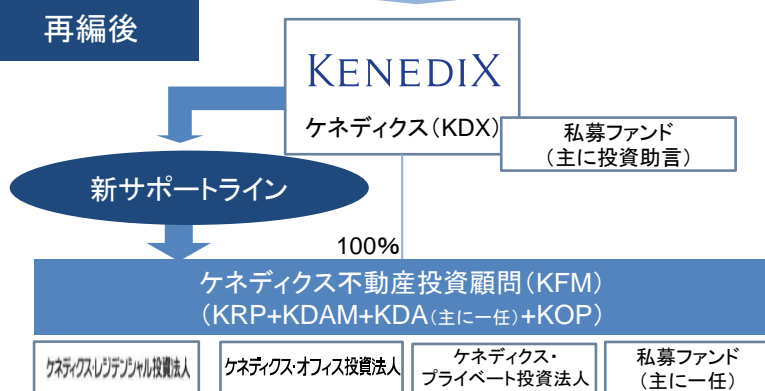 再編後
KENEDIX
ケネディクス(KDX)
私募ファンド
(主に投資助言)
新サポートライン
100%
ケネディクス不動産投資顧問(KFM)
(KRP+KDAM+KDA(主に一任)+KOP)
ケネディクス・レジデンシャル投資法人
ケネディクス・オフィス投資法人
ケネディクス・
プライベート投資法人
私募ファンド
(主に一任)